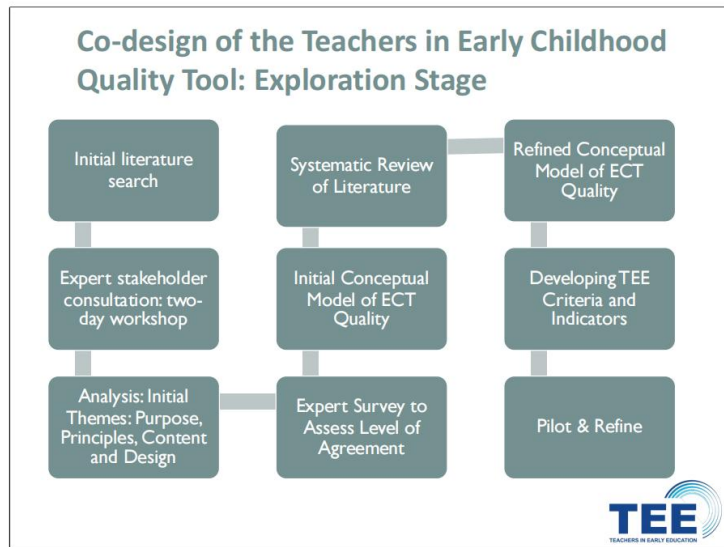 Co-design of the Teachers in Early Childhood
Quality Tool: Exploration Stage
Initial literature
search
Expert stakeholder
consultation: two-
day workshop
Analysis: Initial
Themes: Purpose,
Principles, Content
and Design
Expert Survey to
Assess Level of
Agreement
Initial Conceptual
Model of ECT
Quality
Systematic Review
of Literature
Refined Conceptual
Model of ECT
Quality
Developing TEE
Criteria and
Indicators
Pilot & Refine
TEE
TEACHERS IN EARLY EDUCATION